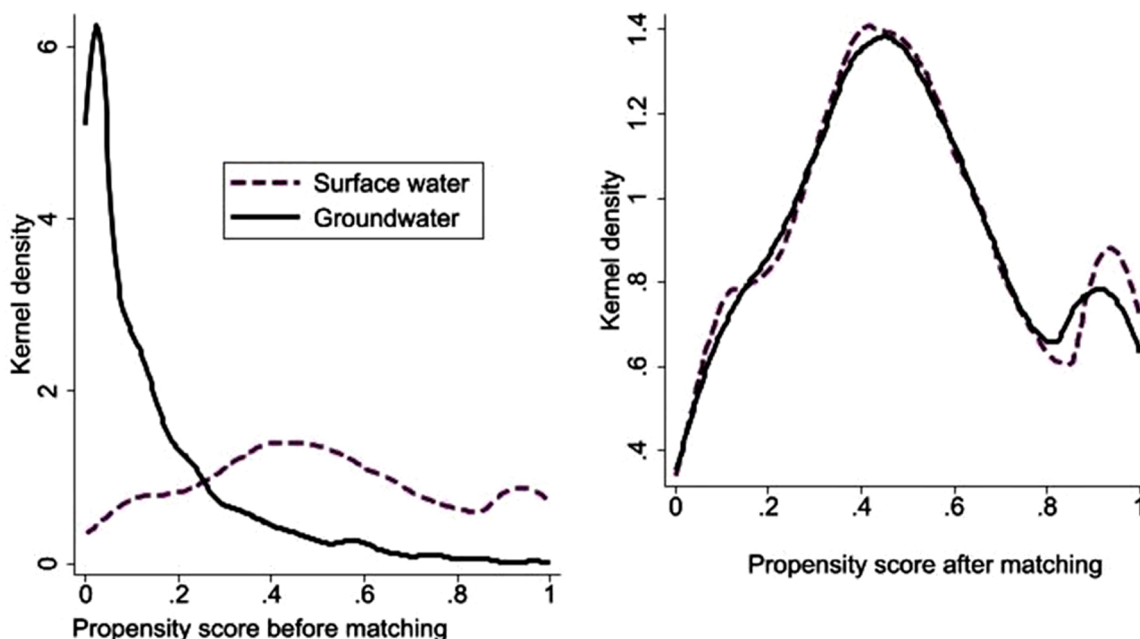 Kernel density
6
4
2
0
Surface water
Groundwater
0 .2 .4 .6 .8 1
Propensity score before matching
Kernel density
1.4
1.2
1
.8
.6
.4
0 .2 .4 .6 .8 1
Propensity score after matching